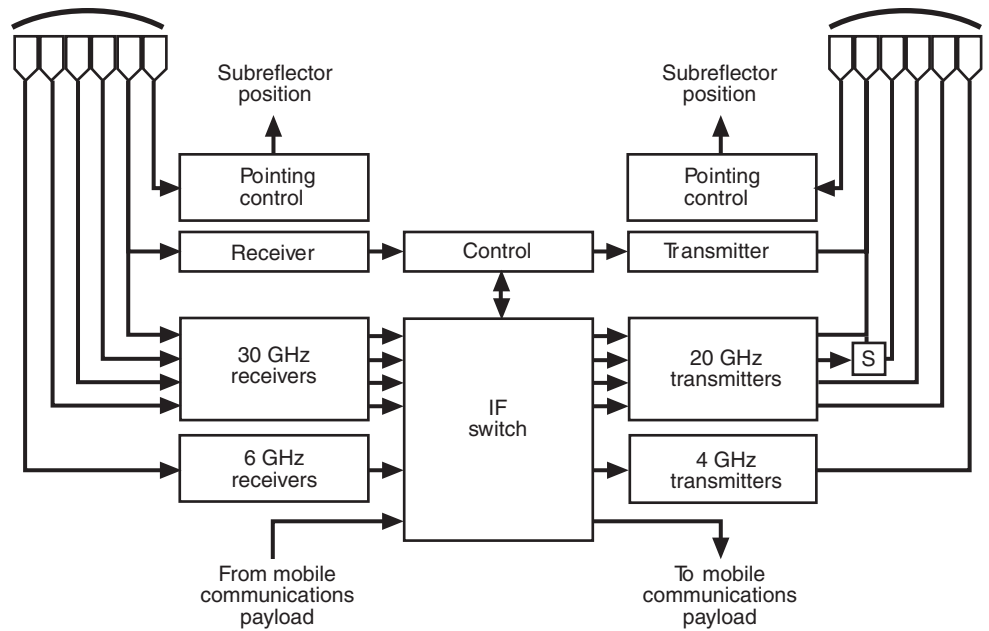 Subreflector
position
Subreflector
position
Pointing
control
Pointing
control
Receiver
Control
Transmitter
30 GHz
receivers
IF
switch
20 GHz
transmitters
S
6 GHz
receivers
4 GHz
transmitters
From mobile
communications
payload
To mobile
communications
payload